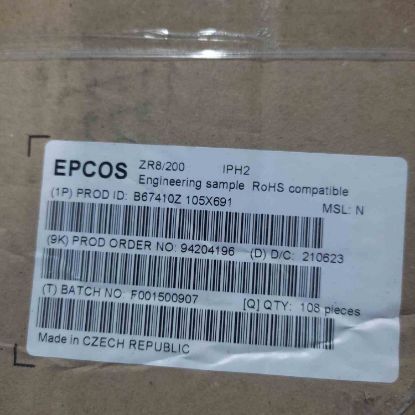 EPCOS ZR8/200 IPH2
Engineering sample RoHS compatible
(1P) PROD ID: B67410Z 105X691 MSL: N
(9K) PROD ORDER NO: 94204196 (D) D/C: 210623
(T) BATCH NO: F001500907 [Q] QTY: 108 pieces
Made in CZECH REPUBLIC